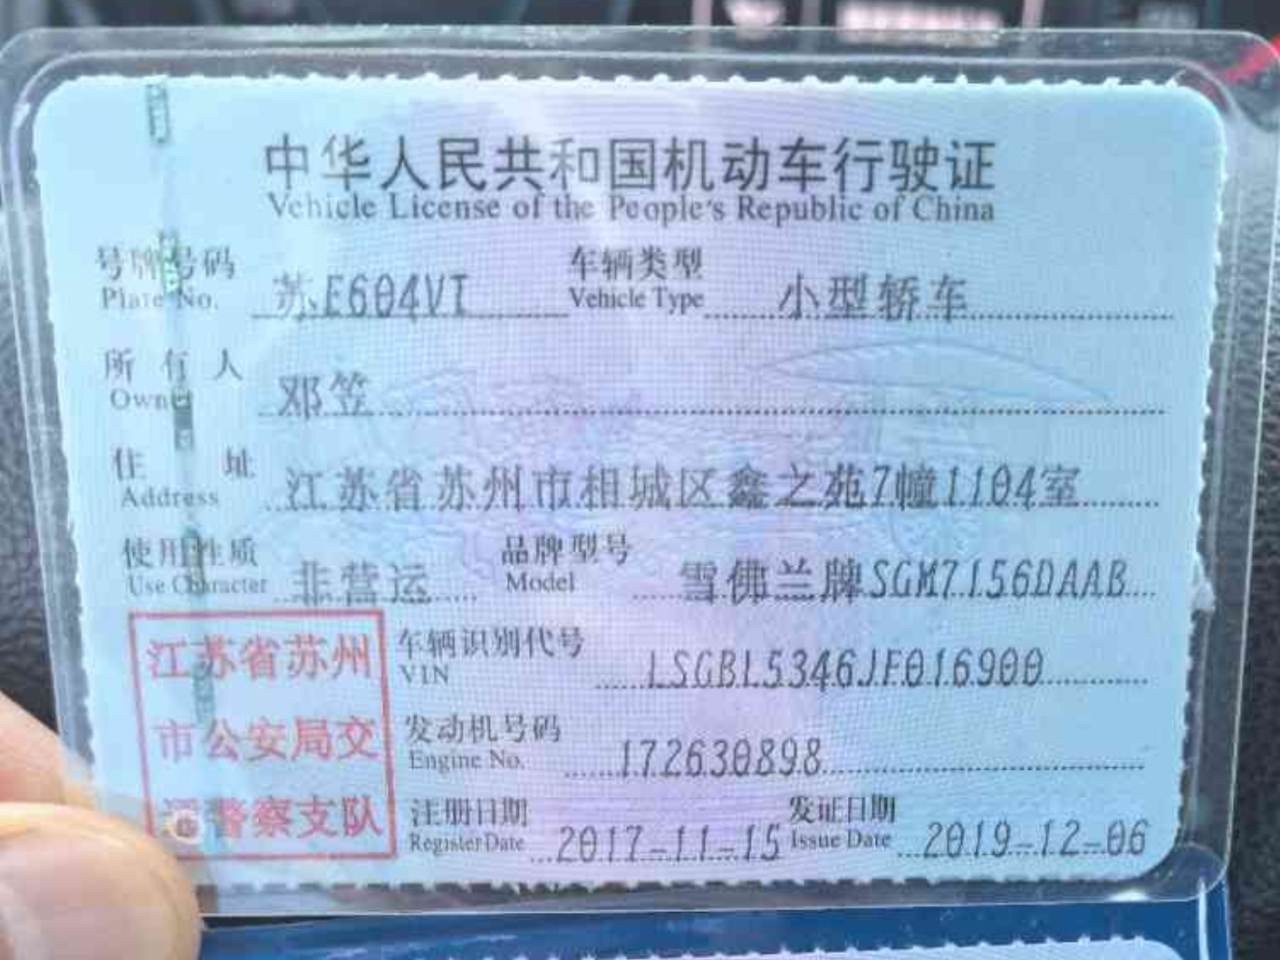 中华人民共和国机动车行驶证
Vehicle License of the People's Republic of China
号牌号码 苏E604VT 车辆类型 小型轿车
Plate No. Vehicle Type
所有人 邓笠
Owner
住址 江苏省苏州市相城区鑫之苑7幢1104室
Address
使用性质 非营运 品牌型号 雪佛兰牌SGM7156DAAB
Use Character Model
江苏省苏州
市公安局交
通警察支队
车辆识别代号 LSGBL5346JF016900
VIN
发动机号码 172630898
Engine No.
注册日期 2017-11-15 发证日期 2019-12-06
Register Date Issue Date